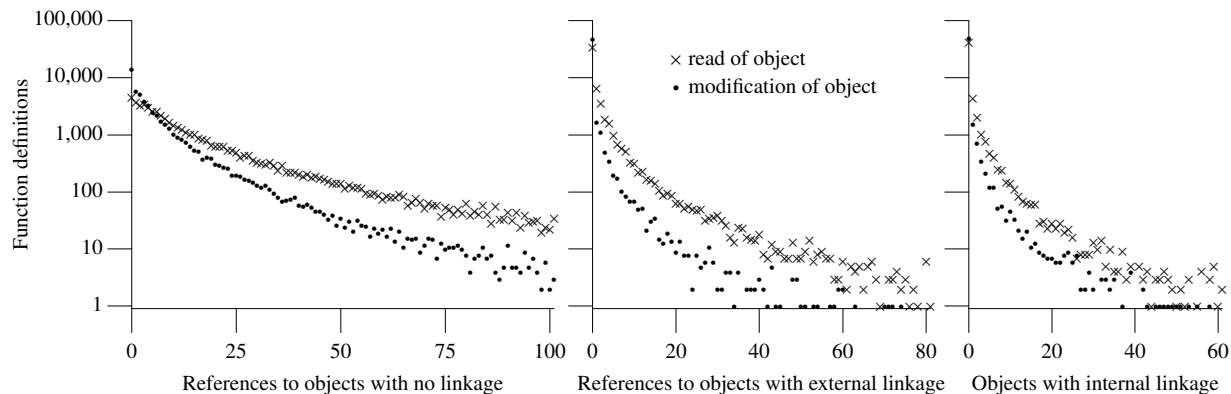 100,000
10,000
1,000
100
10
1
Function definitions
× read of object
• modification of object
0 25 50 75 100
References to objects with no linkage
0 20 40 60 80
References to objects with external linkage
0 20 40 60
Objects with internal linkage